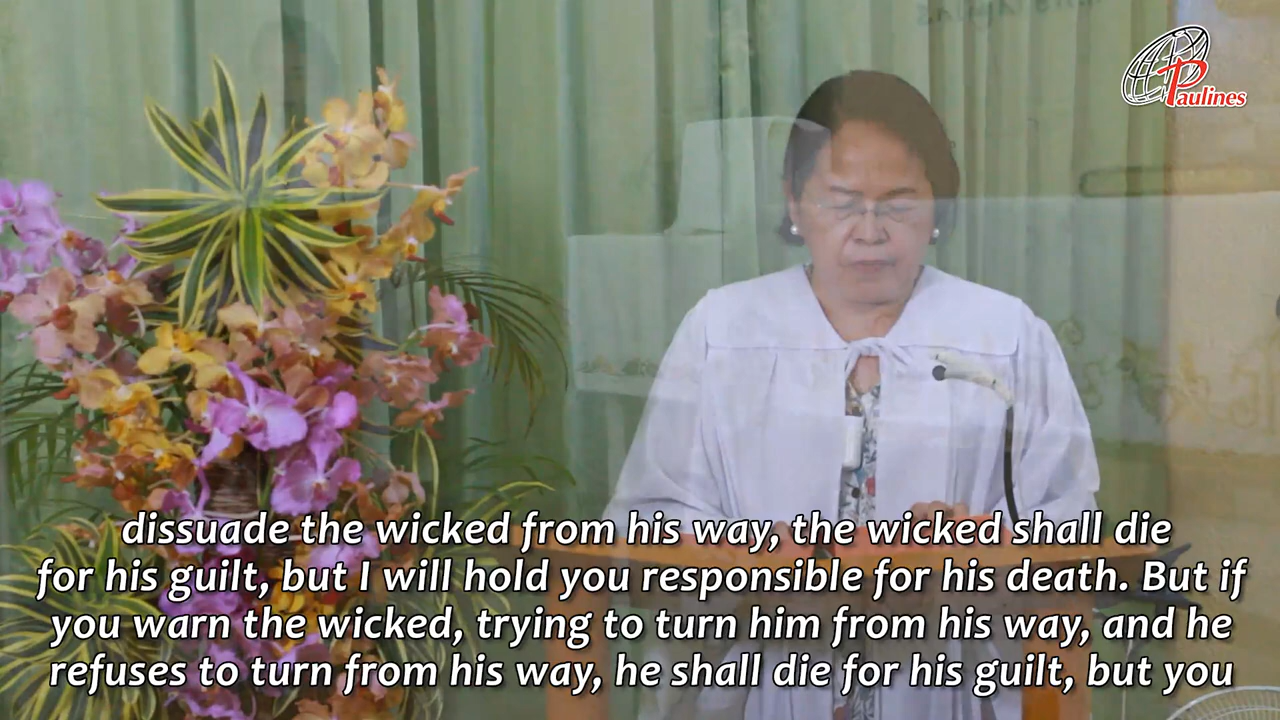 Paulines
dissuade the wicked from his way, the wicked shall die
for his guilt, but I will hold you responsible for his death. But if
you warn the wicked, trying to turn him from his way, and he
refuses to turn from his way, he shall die for his guilt, but you